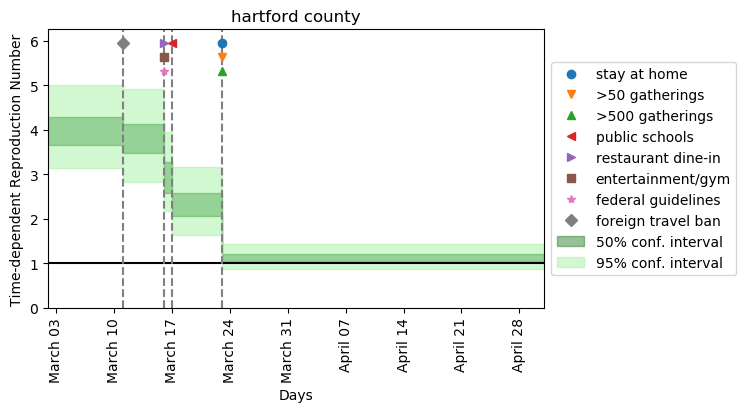 hartford county
Time-dependent Reproduction Number
6
5
4
3
2
1
0
March 03
March 10
March 17
March 24
March 31
April 07
April 14
April 21
April 28
Days
stay at home
>50 gatherings
>500 gatherings
public schools
restaurant dine-in
entertainment/gym
federal guidelines
foreign travel ban
50% conf. interval
95% conf. interval